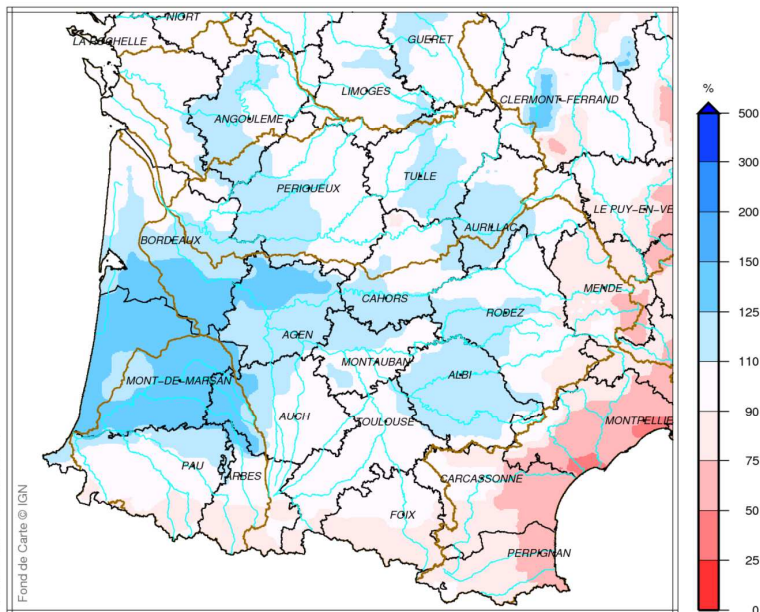 NIORT
LA ROCHELLE
GUERET
LIMOGES
CLERMONT-FERRAND
ANGOULEME
PERIGUEUX
TULLE
AURILLAC
LE PUY-EN-VE
BORDEAUX
MENDE
CAHORS
RODEZ
AGEN
MONTAUBAN
ALBI
MONT-DE-MARSAN
AUCH
TOULOUSE
MONTPELLIE
PAU
TARBES
CARCASSONNE
FOIX
PERPIGNAN
Fond de Carte © IGN
%
500
300
200
150
125
110
90
75
50
25
0